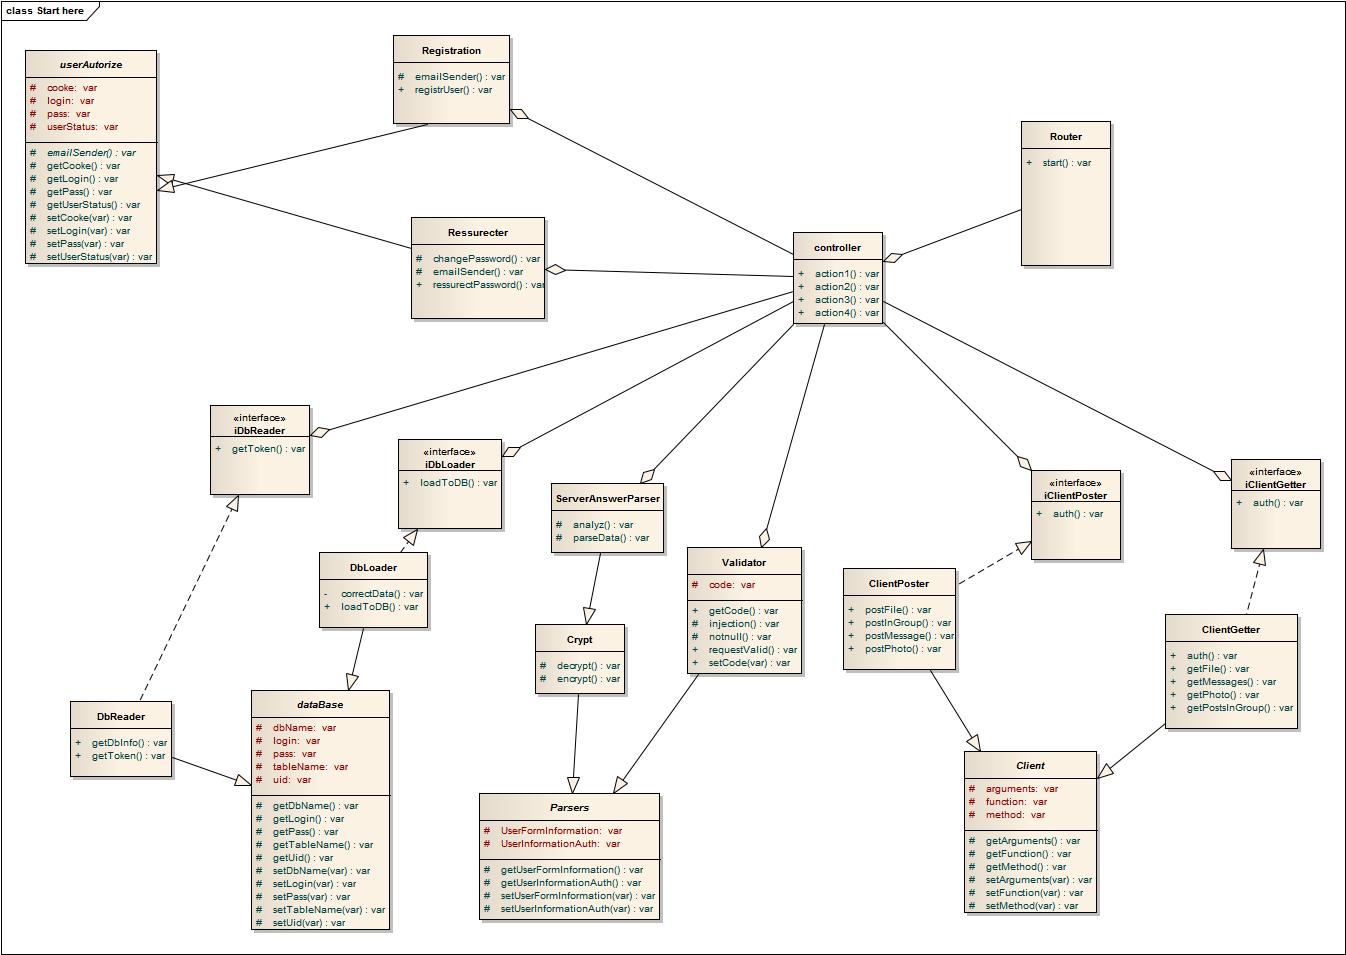 class Start here
userAutorize
# cooke: var
# login: var
# pass: var
# userStatus: var
# emailSender() : var
# getCooke() : var
# getLogin() : var
# getPass() : var
# getUserStatus() : var
# setCooke(var) : var
# setLogin(var) : var
# setPass(var) : var
# setUserStatus(var) : var
Registration
# emailSender() : var
+ registrUser() : var
Router
+ start() : var
Ressurecter
# changePassword() : var
# emailSender() : var
+ ressurectPassword() : var
controller
+ action1() : var
+ action2() : var
+ action3() : var
+ action4() : var
«interface»
iDbReader
+ getToken() : var
«interface»
iDbLoader
+ loadToDB() : var
ServerAnswerParser
# analyz() : var
# parseData() : var
«interface»
iClientPoster
+ auth() : var
«interface»
iClientGetter
+ auth() : var
DbLoader
- correctData() : var
+ loadToDB() : var
Validator
# code: var
+ getCode() : var
# injection() : var
# notnull() : var
+ requestValid() : var
+ setCode(var) : var
ClientPoster
+ postFile() : var
+ postInGroup() : var
+ postMessage() : var
+ postPhoto() : var
Crypt
# decrypt() : var
# encrypt() : var
ClientGetter
+ auth() : var
+ getFile() : var
+ getMessages() : var
+ getPhoto() : var
+ getPostsInGroup() : var
DbReader
+ getDbInfo() : var
+ getToken() : var
dataBase
# dbName: var
# login: var
# pass: var
# tableName: var
# uid: var
# getDbName() : var
# getLogin() : var
# getPass() : var
# getTableName() : var
# getUid() : var
# setDbName(var) : var
# setLogin(var) : var
# setPass(var) : var
# setTableName(var) : var
# setUid(var) : var
Parsers
# UserFormInformation: var
# UserInformationAuth: var
# getUserFormInformation() : var
# getUserInformationAuth() : var
# setUserFormInformation(var) : var
# setUserInformationAuth(var) : var
Client
# arguments: var
# function: var
# method: var
# getArguments() : var
# getFunction() : var
# getMethod() : var
# setArguments(var) : var
# setFunction(var) : var
# setMethod(var) : var